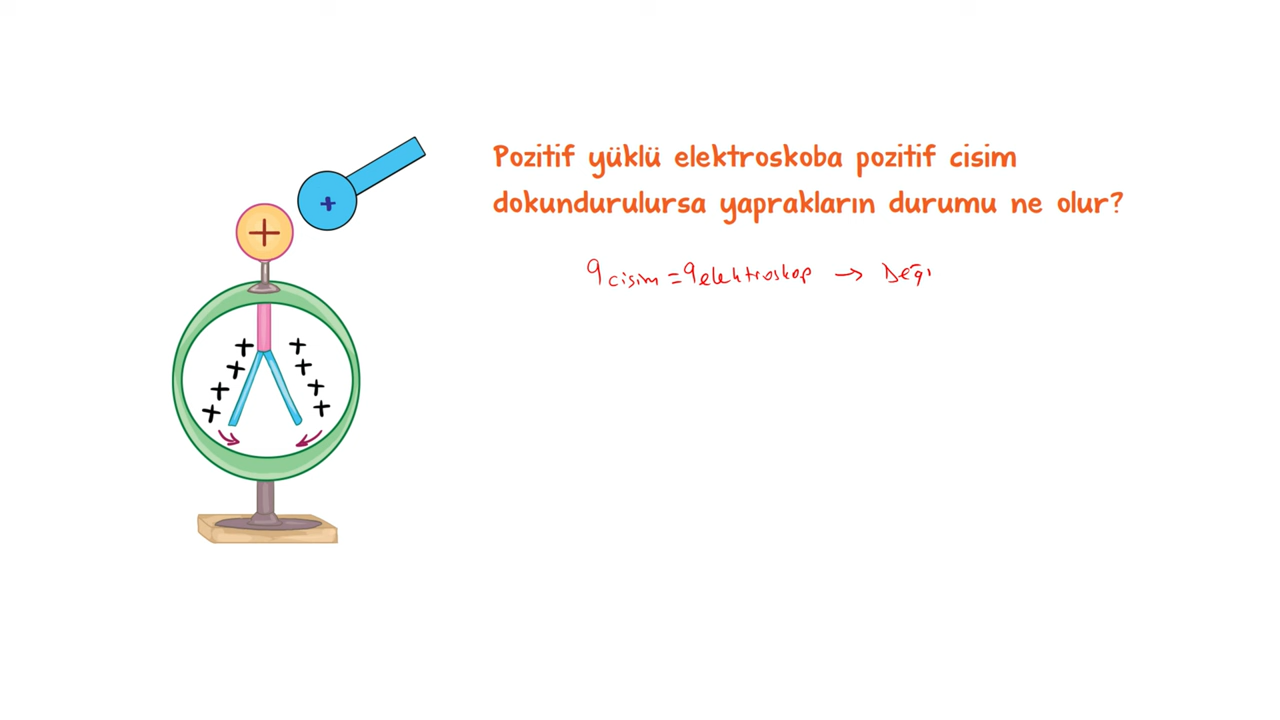 +
+
Pozitif yüklü elektroskoba pozitif cisim
dokundurulursa yaprakların durumu ne olur?
q cisim = q elektroskop → Değı
+ +
+ +
+ +
+ +